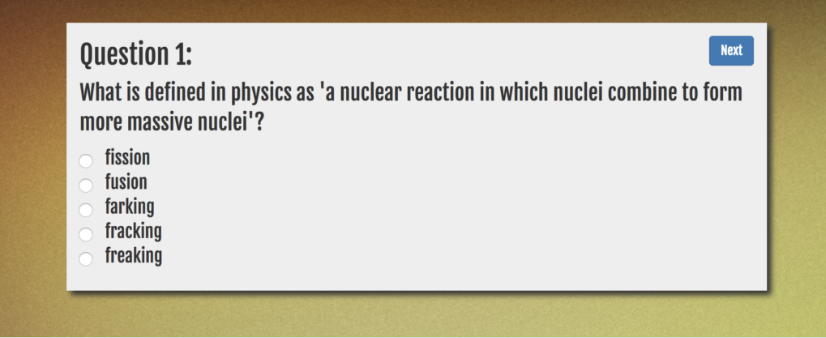 Question 1:
Next
What is defined in physics as 'a nuclear reaction in which nuclei combine to form
more massive nuclei'?
fission
fusion
farking
fracking
freaking